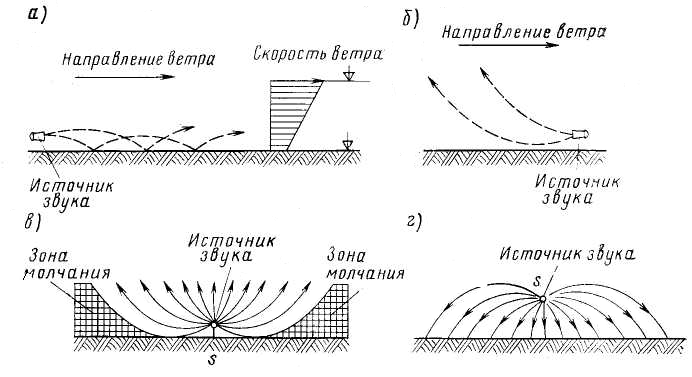 а)
Направление ветра
Скорость ветра
Источник
звука
б)
Направление ветра
Источник
звука
в)
Зона
молчания
Источник
звука
Зона
молчания
S
г)
Источник звука
S